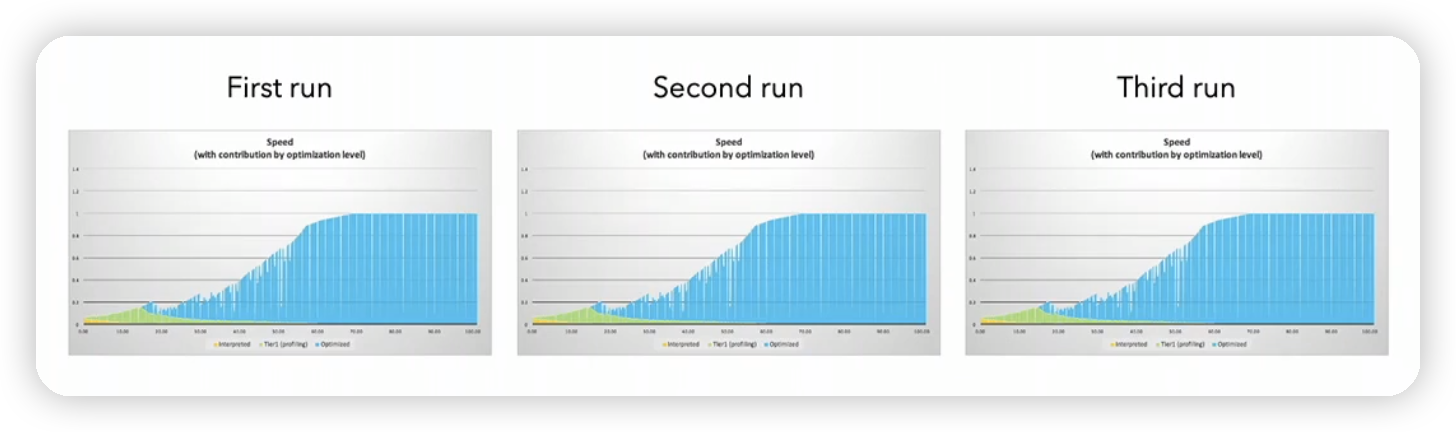 First run
Second run
Third run
Speed
(with contribution by optimization level)
1.4
1.2
1
0.8
0.6
0.4
0.2
0
0.00 10.00 20.00 30.00 40.00 50.00 60.00 70.00 80.00 90.00 100.00
Interpreted Tier1 (profiling) Optimized
Speed
(with contribution by optimization level)
1.4
1.2
1
0.8
0.6
0.4
0.2
0
0.00 10.00 20.00 30.00 40.00 50.00 60.00 70.00 80.00 90.00 100.00
Interpreted Tier1 (profiling) Optimized
Speed
(with contribution by optimization level)
1.4
1.2
1
0.8
0.6
0.4
0.2
0
0.00 10.00 20.00 30.00 40.00 50.00 60.00 70.00 80.00 90.00 100.00
Interpreted Tier1 (profiling) Optimized